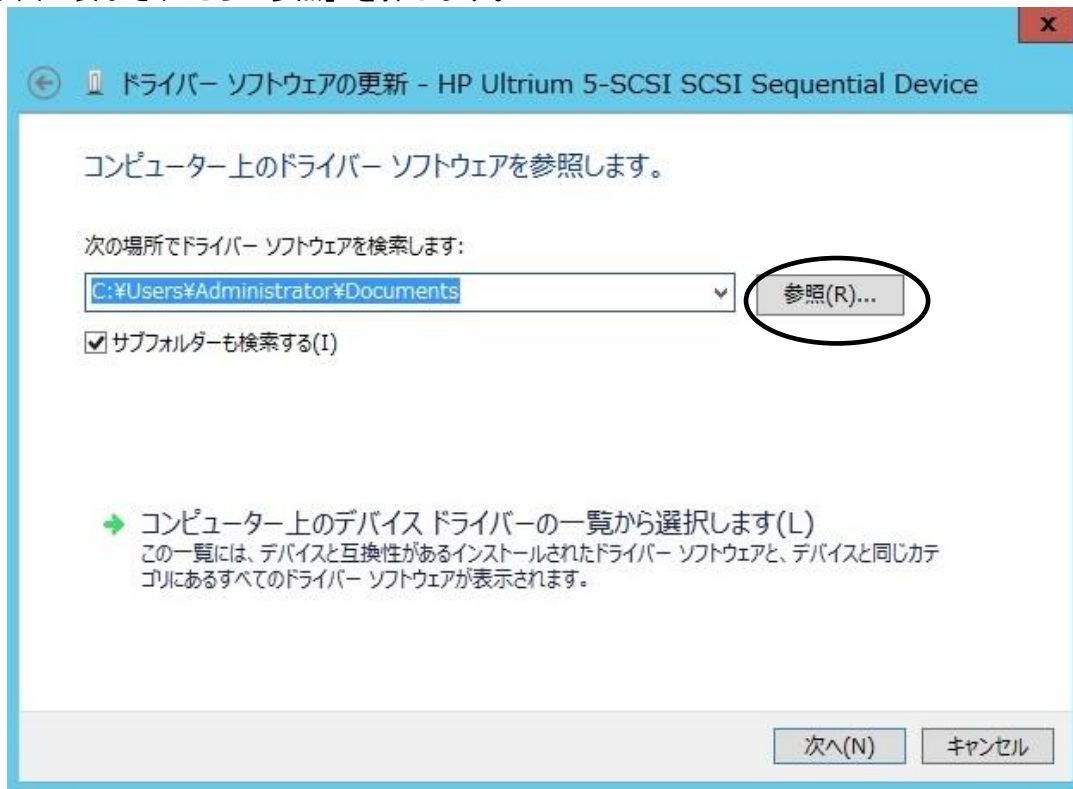 参照」を押します。
x
ドライバー ソフトウェアの更新 - HP Ultrium 5-SCSI SCSI Sequential Device
コンピューター上のドライバー ソフトウェアを参照します。
次の場所でドライバー ソフトウェアを検索します:
C:¥Users¥Administrator¥Documents
参照(R)...
サブフォルダーも検索する(I)
コンピューター上のデバイス ドライバーの一覧から選択します(L)
この一覧には、デバイスと互換性があるインストールされたドライバー ソフトウェアと、デバイスと同じカテ
ゴリにあるすべてのドライバー ソフトウェアが表示されます。
次へ(N)
キャンセル